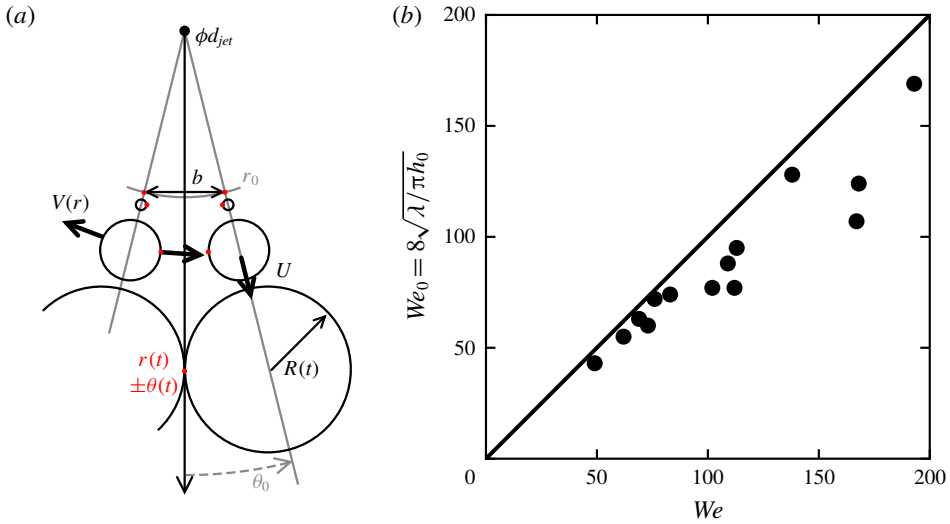 (a)
ϕd_jet
b
r_0
V(r)
U
r(t)
±θ(t)
R(t)
θ_0
(b)
200
150
100
50
0
50
100
150
200
We_0 = 8√λ/πh_0
We